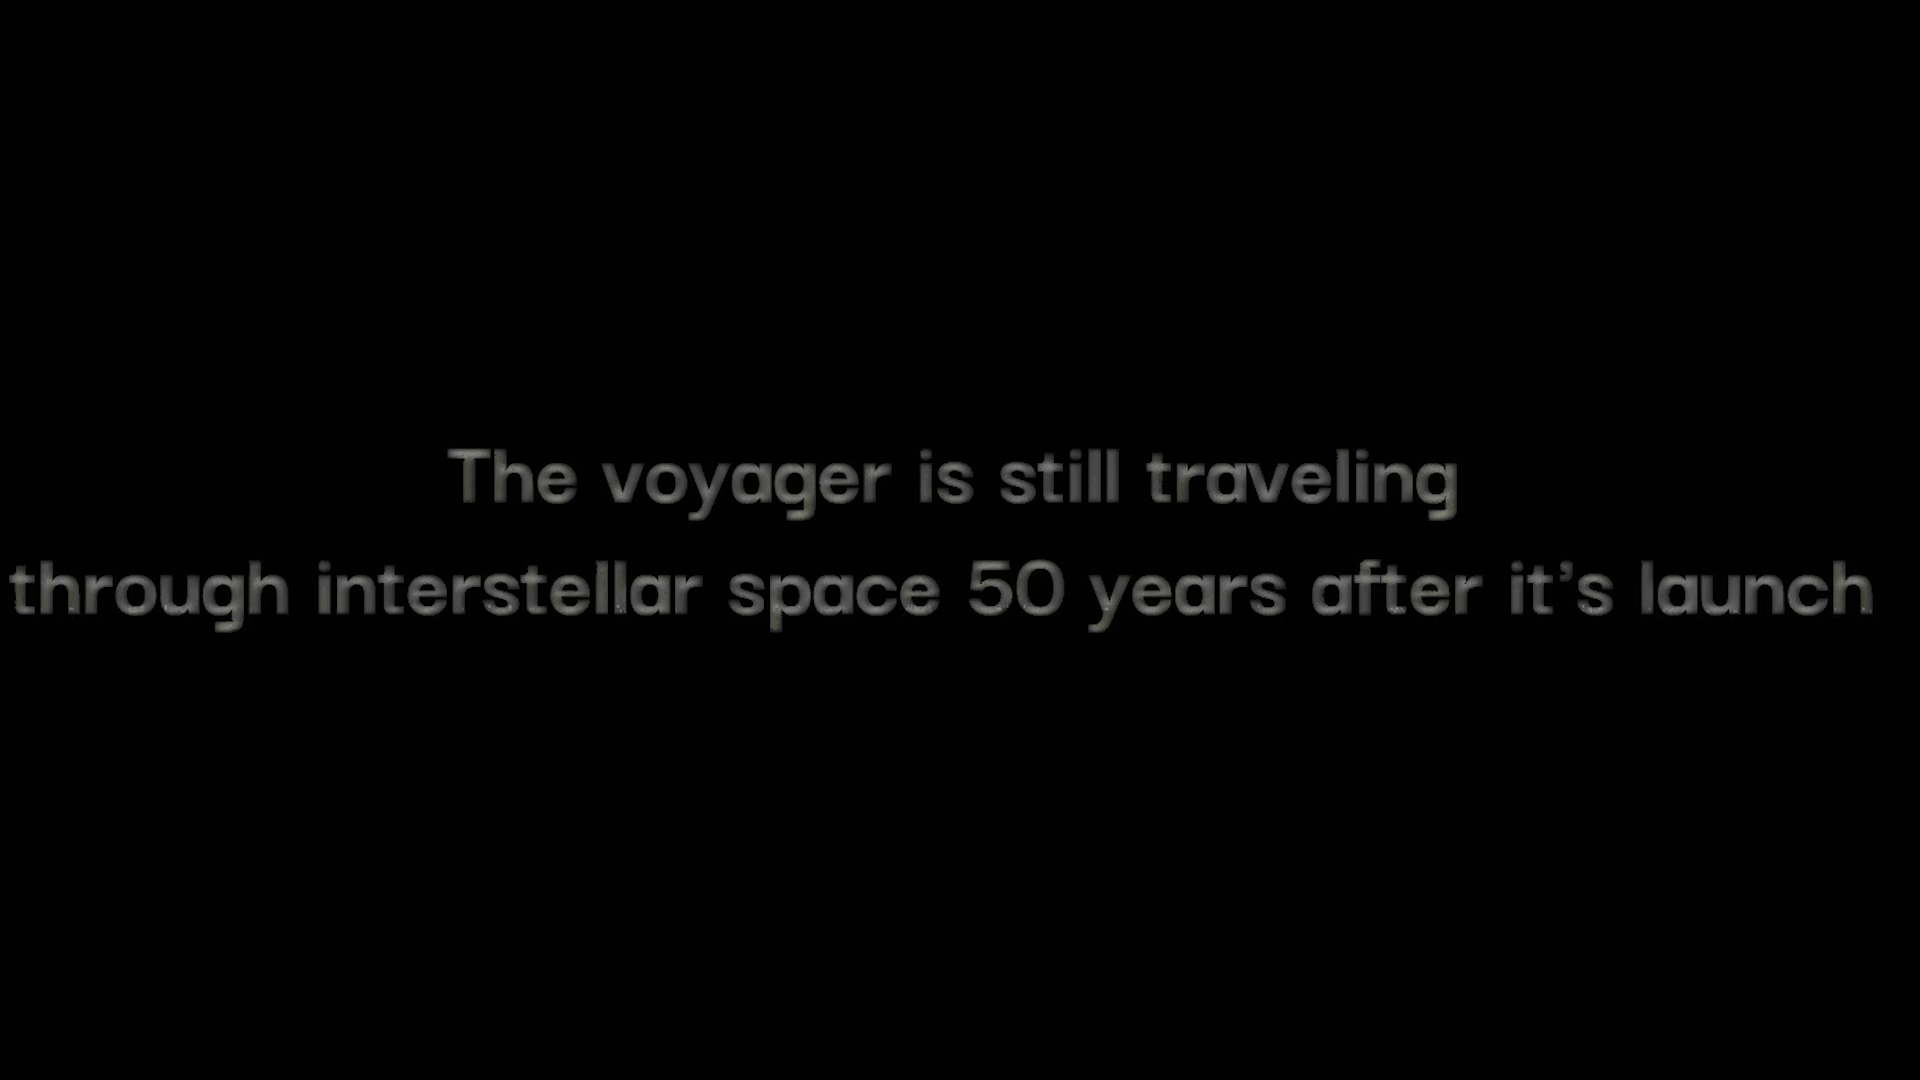 The voyager is still traveling
through interstellar space 50 years after it’s launch